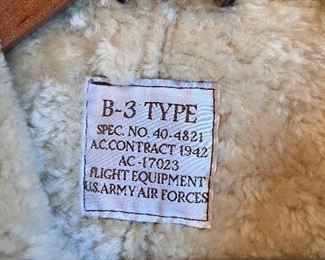 B-3 TYPE
SPEC. NO. 40-4821
A.C. CONTRACT 1942
AC-17023
FLIGHT EQUIPMENT
U.S. ARMY AIR FORCES